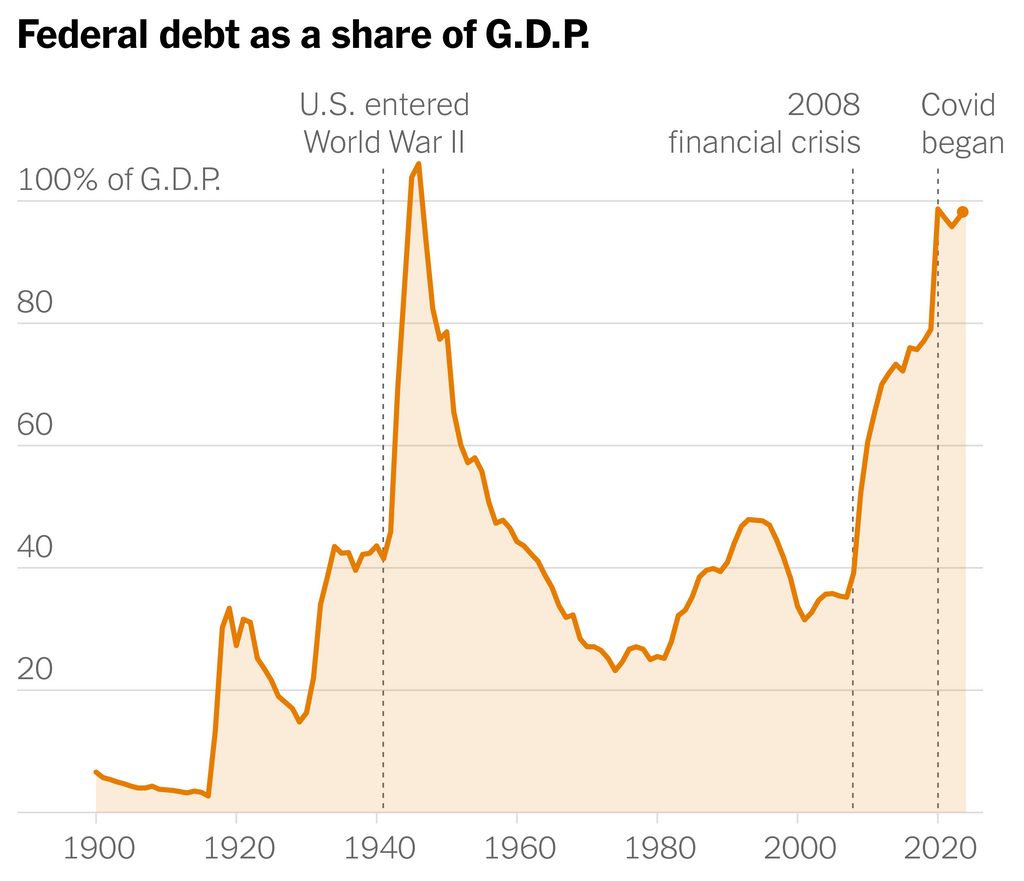 Federal debt as a share of G.D.P.
U.S. entered
World War II
2008
financial crisis
Covid
began
100% of G.D.P.
80
60
40
20
1900
1920
1940
1960
1980
2000
2020